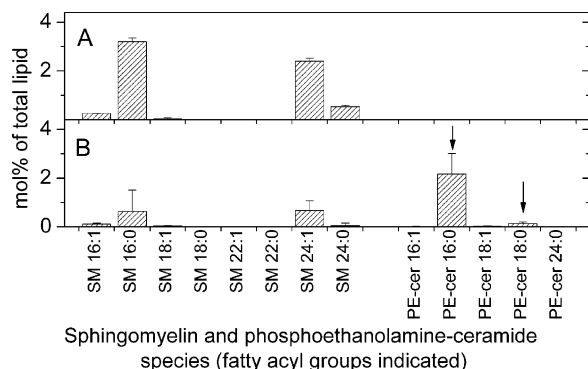 4
A
2
4
B
2
0
mol% of total lipid
SM 16:1
SM 16:0
SM 18:1
SM 18:0
SM 22:1
SM 22:0
SM 24:1
SM 24:0
PE-cer 16:1
PE-cer 16:0
PE-cer 18:1
PE-cer 18:0
PE-cer 24:0
Sphingomyelin and phosphoethanolamine-ceramide
species (fatty acyl groups indicated)